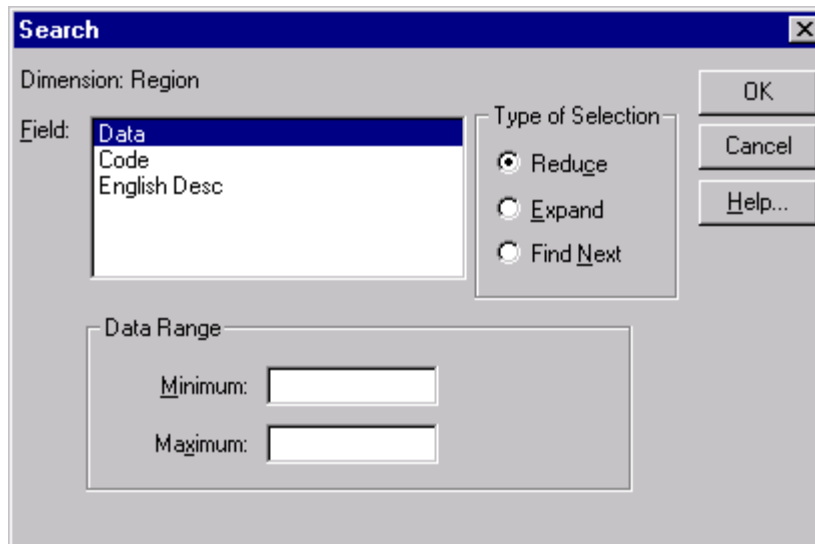 Search
Dimension: Region
Field:
Data
Code
English Desc
Type of Selection
Reduce
Expand
Find Next
OK
Cancel
Help...
Data Range
Minimum:
Maximum: